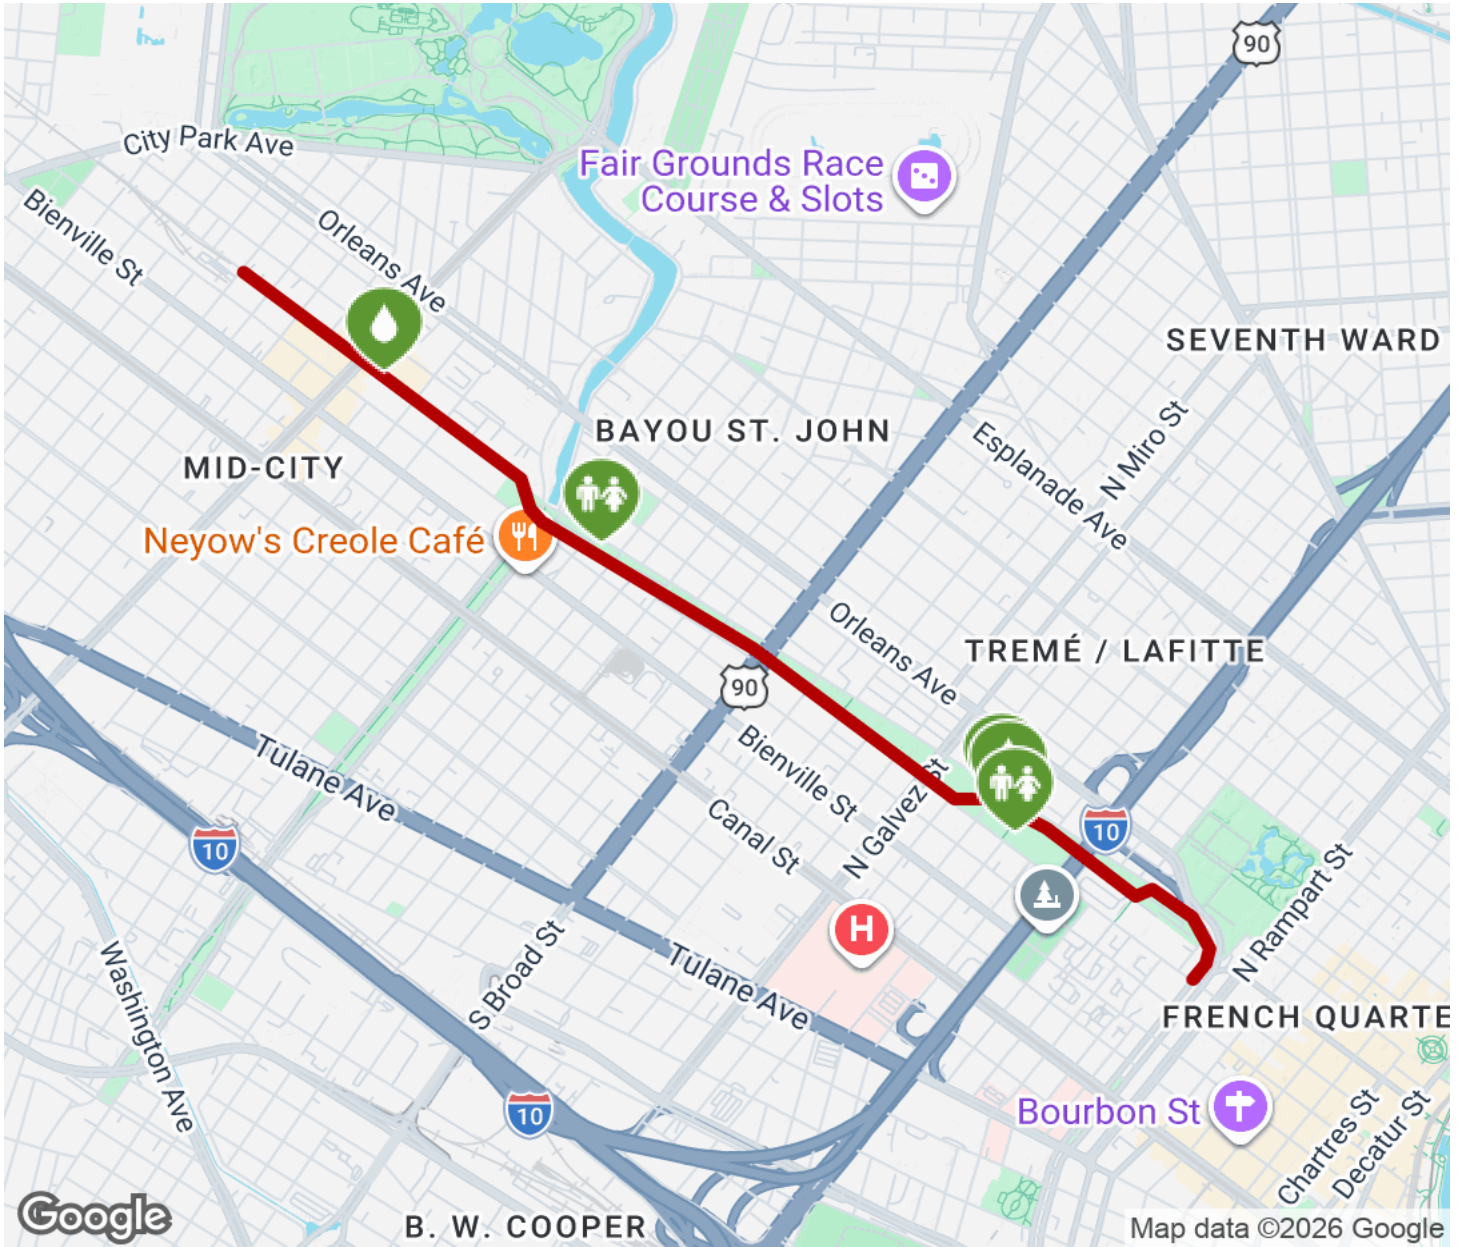 90
City Park Ave
Fair Grounds Race
Course & Slots
Bienville St
Orleans Ave
SEVENTH WARD
N Miro St
BAYOU ST. JOHN
Esplanade Ave
MID-CITY
Neyow's Creole Café
Orleans Ave
TREMÉ / LAFITTE
90
Bienville St
Tulane Ave
N Galvez St
Canal St
10
10
N Rampart St
H
Washington Ave
S Broad St
Tulane Ave
FRENCH QUARTE
10
Bourbon St
Chartres St
Decatur St
Google
B. W. COOPER
Map data ©2026 Google